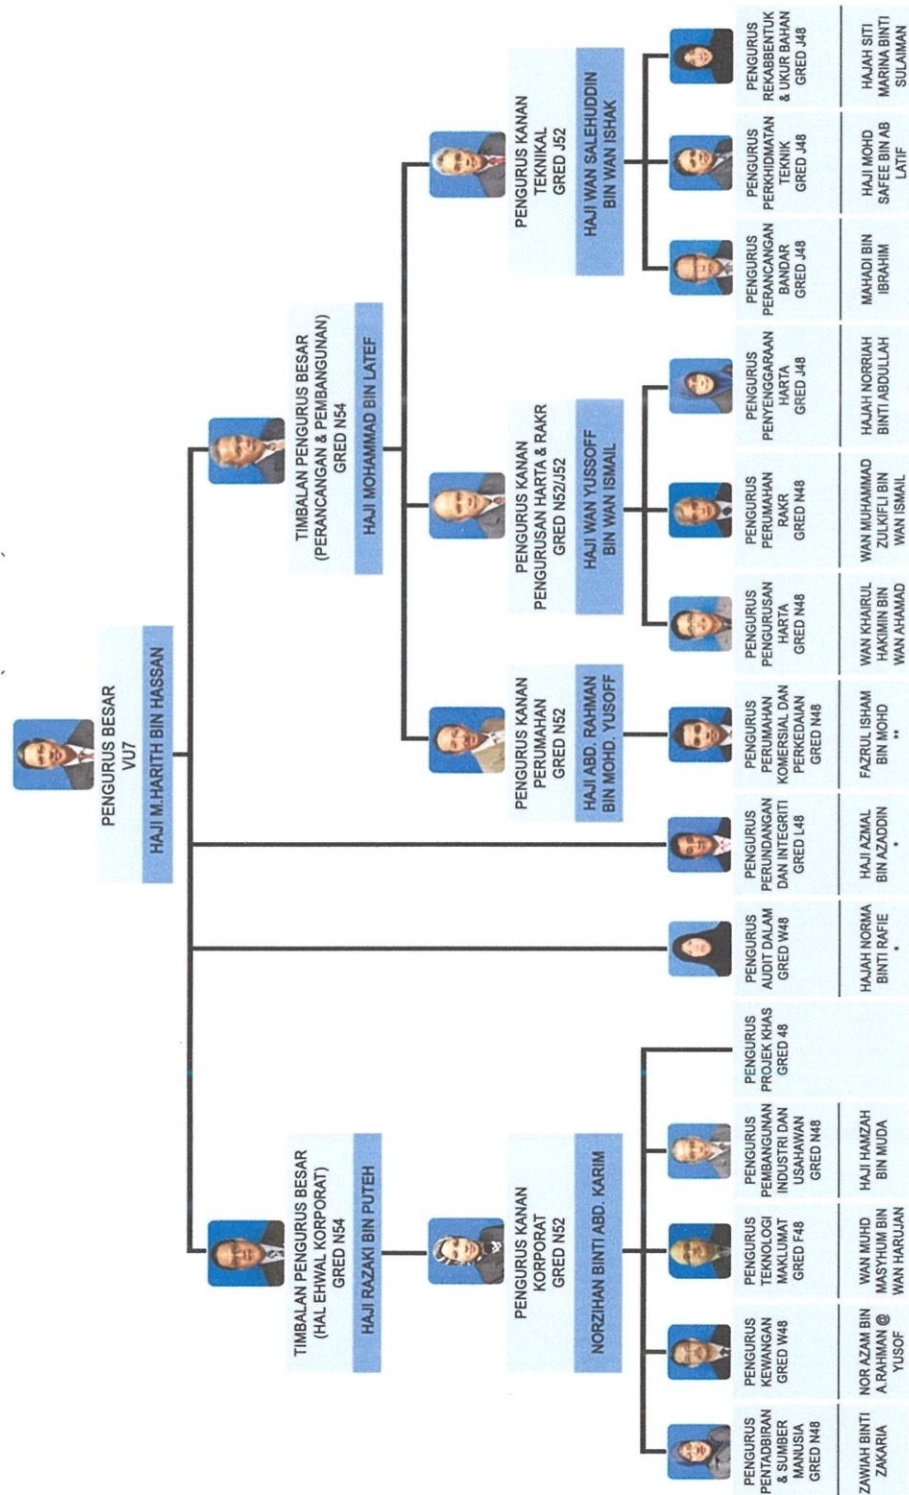 PENGURUS BESAR
VU7
HAJI M.HARITH BIN HASSAN
TIMBALAN PENGURUS BESAR
(HAL EHWAL KORPORAT)
GRED N54
HAJI RAZAKI BIN PUTEH
TIMBALAN PENGURUS BESAR
(PERANCANGAN & PEMBANGUNAN)
GRED N54
HAJI MOHAMMAD BIN LATEF
PENGURUS KANAN
KORPORAT
GRED N52
NORZIHAN BINTI ABD. KARIM
PENGURUS KANAN
PERUMAHAN
GRED N52
HAJI ABD. RAHMAN
BIN MOHD. YUSOFF
PENGURUS KANAN
PENGURUSAN HARTA & RAKR
GRED N52/J52
HAJI WAN YUSSOFF
BIN WAN ISMAIL
PENGURUS KANAN
TEKNIKAL
GRED J52
HAJI WAN SALEHUDDIN
BIN WAN ISHAK
PENGURUS
PENTADBIRAN
& SUMBER
MANUSIA
GRED N48
ZAWIAH BINTI
ZAKARIA
PENGURUS
KEWANGAN
GRED W48
NOR AZAM BIN
A.RAHMAN @
YUSOF
PENGURUS
TEKNOLOGI
MAKLUMAT
GRED F48
WAN MUHD
MASYHUM BIN
WAN HARUJAN
PENGURUS
PEMBANGUNAN
INDUSTRI DAN
USAHAWAN
GRED N48
HAJI HAMZAH
BIN MUDA
PENGURUS
PROJEK KHAS
GRED 48
PENGURUS
AUDIT DALAM
GRED W48
HAJAH NORMA
BINTI RAFIE
*
PENGURUS
PERUNDANGAN
DAN INTEGRITI
GRED L48
HAJI AZMAL
BIN AZADDIN
*
PENGURUS
PERUMAHAN
KOMERSIAL DAN
PERKEDAIAN
GRED N48
FAZRUL ISHAM
BIN MOHD
**
PENGURUS
PENGURUSAN
HARTA
GRED N48
WAN KHAIRUL
HAKIMIN BIN
WAN AHAMAD
PENGURUS
PERUMAHAN
RAKR
GRED N48
WAN MUHAMMAD
ZULKIFLI BIN
WAN ISMAIL
PENGURUS
PENYENGGARAAN
HARTA
GRED J48
HAJAH NORRIAH
BINTI ABDULLAH
PENGURUS
PERANCANGAN
BANDAR
GRED J48
MAHADI BIN
IBRAHIM
PENGURUS
PERKHIDMATAN
TEKNIK
GRED J48
HAJI MOHD
SAFEE BIN AB
LATIF
PENGURUS
REKABBENTUK
& UKUR BAHAN
GRED J48
HAJAH SITI
MARINA BINTI
SULAIMAN